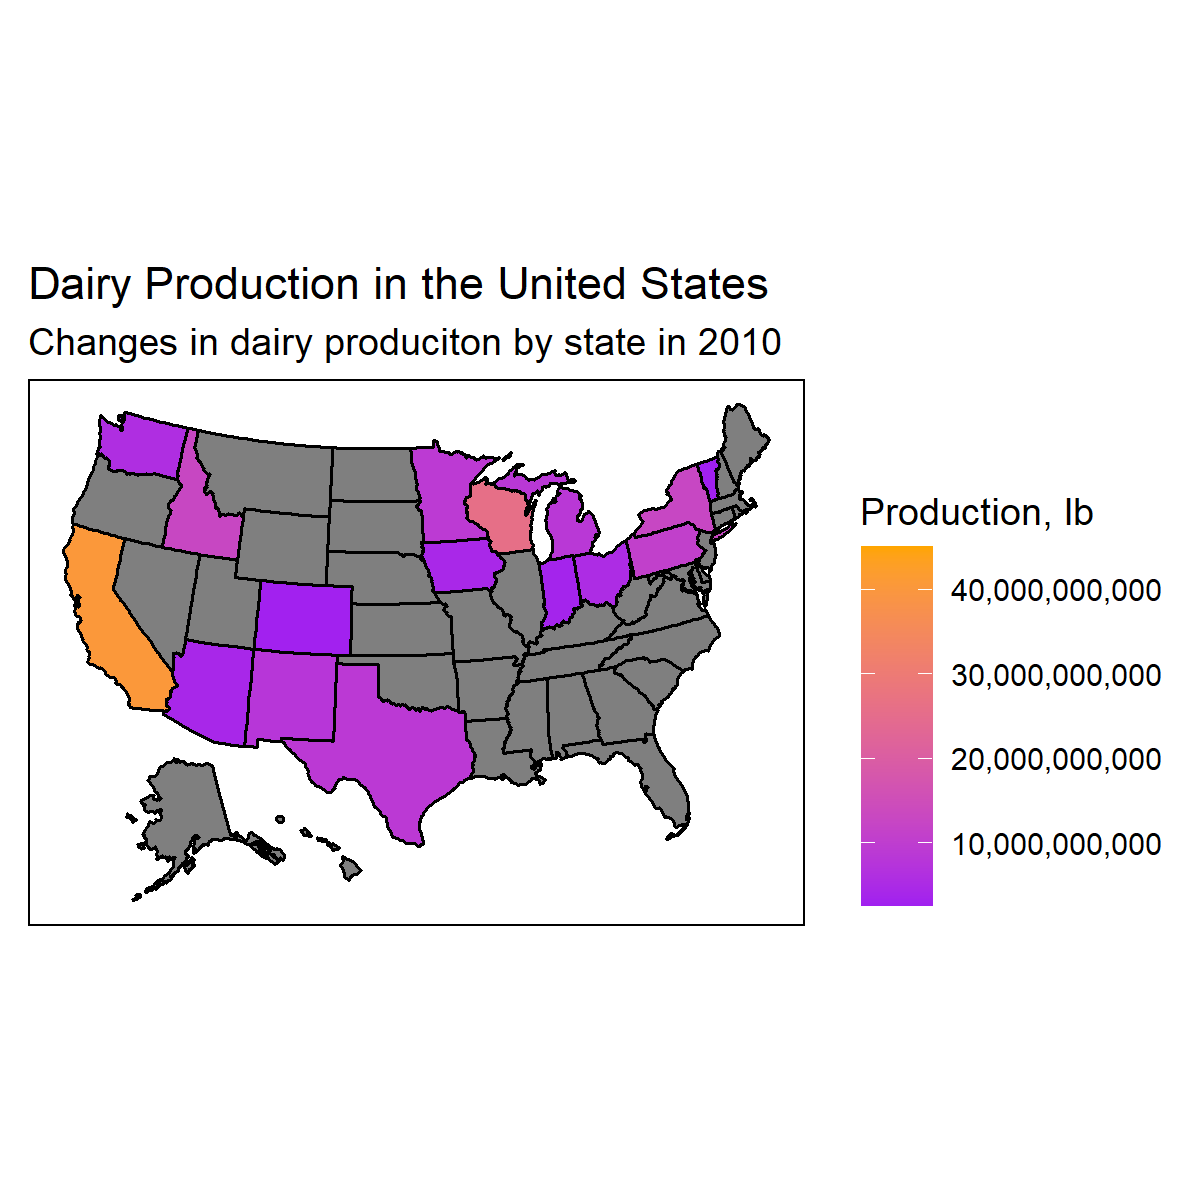 Dairy Production in the United States
Changes in dairy produciton by state in 2010
Production, lb
40,000,000,000
30,000,000,000
20,000,000,000
10,000,000,000